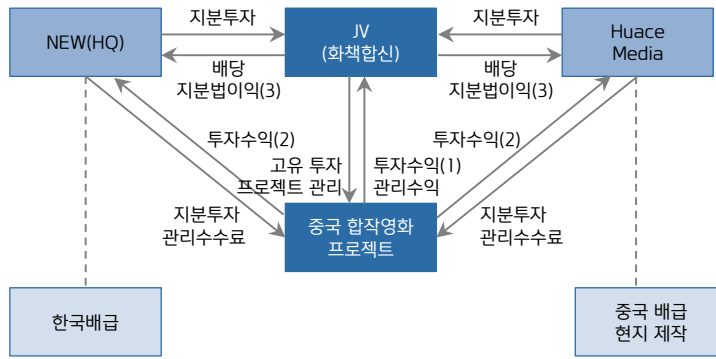 지분투자
지분투자
NEW(HQ)
JV
(화책합신)
Huace
Media
배당
지분법이익(3)
배당
지분법이익(3)
투자수익(2)
투자수익(2)
고유 투자
프로젝트 관리
투자수익(1)
관리수익
지분투자
관리수수료
중국 합작영화
프로젝트
지분투자
관리수수료
한국배급
중국 배급
현지 제작